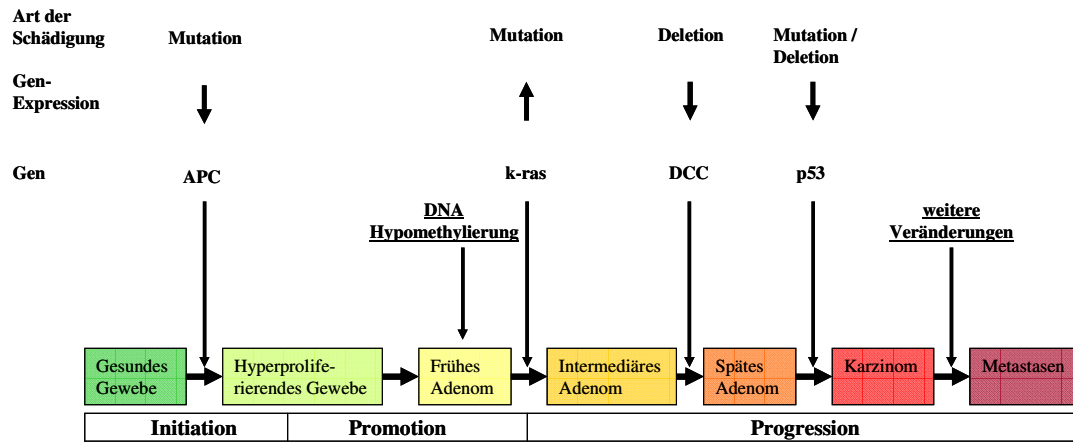 Art der
Schädigung
Mutation
Mutation
Deletion
Mutation /
Deletion
Gen-
Expression
Gen
APC
k-ras
DCC
p53
DNA
Hypomethylierung
weitere
Veränderungen
Gesundes
Gewebe
Hyperprolife-
rierendes Gewebe
Frühes
Adenom
Intermediäres
Adenom
Spätes
Adenom
Karzinom
Metastasen
Initiation
Promotion
Progression